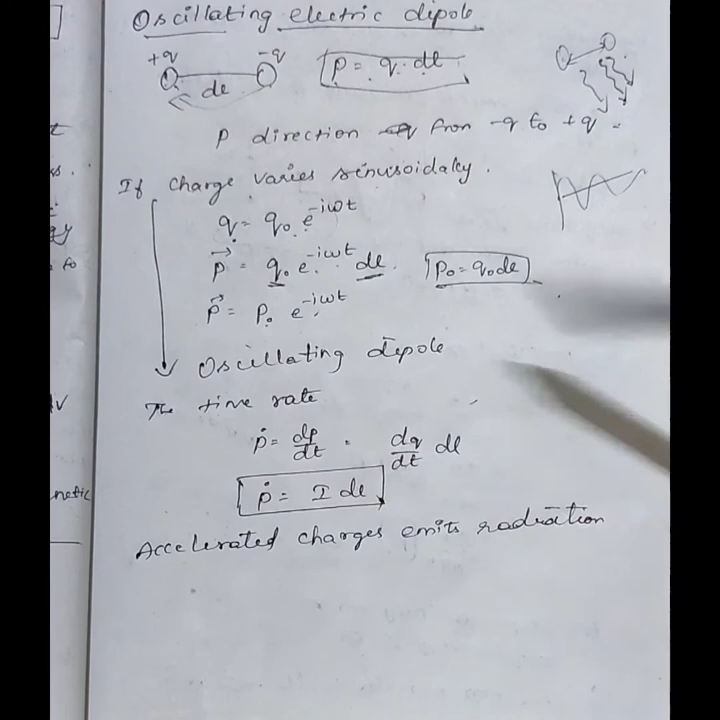 Oscillating electric dipole
+q -q p = q. dl
dl
P direction from -q to +q
If charge varies sinusoidaly.
q = q₀ e^-iωt
p⃗ = q₀ e^-iωt dl. p₀ = q₀dl
p⃗ = p₀ e^-iωt
Oscillating dipole
The time rate
ṗ = dp/dt = dq/dt dl
ṗ = I dl
Accelerated charges emits radiation
netic